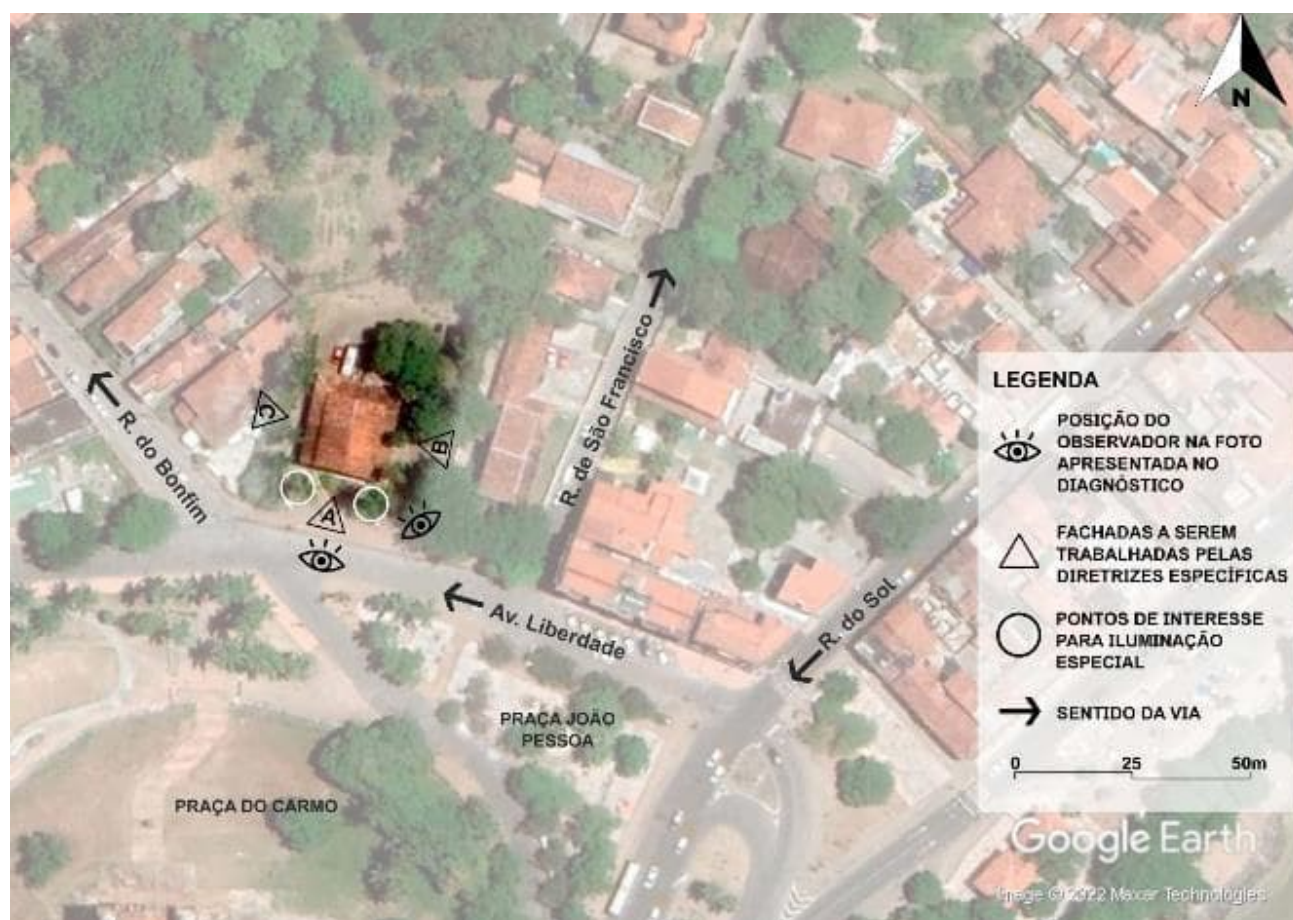 N
R. de São Francisco
C
R. do Bonfim
B
A
Av. Liberdade
R. do Sol
PRAÇA JOÃO
PESSOA
PRAÇA DO CARMO
LEGENDA
POSIÇÃO DO
OBSERVADOR NA FOTO
APRESENTADA NO
DIAGNÓSTICO
FACHADAS A SEREM
TRABALHADAS PELAS
DIRETRIZES ESPECÍFICAS
PONTOS DE INTERESSE
PARA ILUMINAÇÃO
ESPECIAL
SENTIDO DA VIA
0 25 50m
Google Earth
Image © 2022 Maxar Technologies